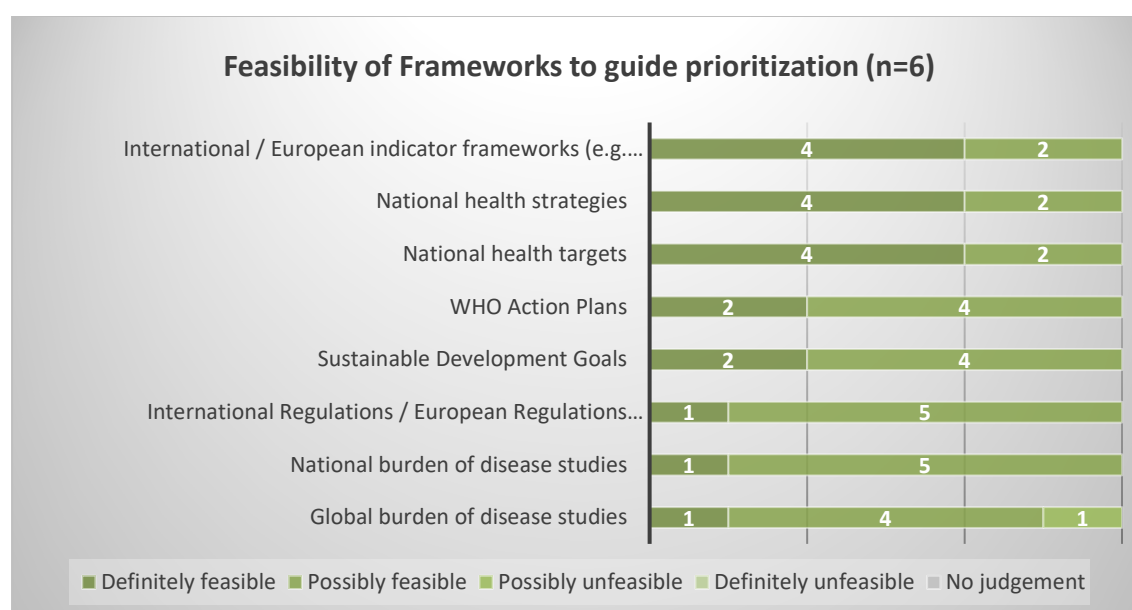 Feasibility of Frameworks to guide prioritization (n=6)
International / European indicator frameworks (e.g.... 4 2
National health strategies 4 2
National health targets 4 2
WHO Action Plans 2 4
Sustainable Development Goals 2 4
International Regulations / European Regulations... 1 5
National burden of disease studies 1 5
Global burden of disease studies 1 4 1
Definitely feasible Possibly feasible Possibly unfeasible Definitely unfeasible No judgement